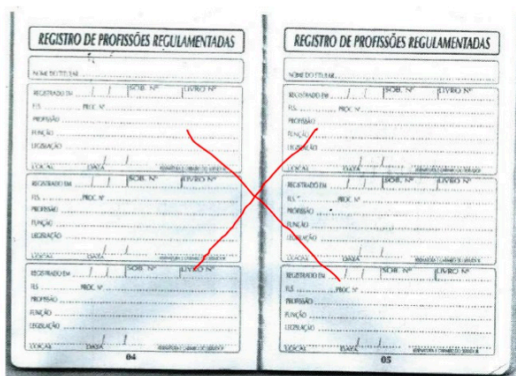 REGISTRO DE PROFISSÕES REGULAMENTADAS
NOME DO TITULAR
REGISTRADO EM / / SOB. Nº LIVRO Nº
FLS. PROC. Nº
PROFISSÃO
FUNÇÃO
LEGISLAÇÃO
LOCAL DATA / /
REGISTRADO EM / / SOB. Nº LIVRO Nº
FLS. PROC. Nº
PROFISSÃO
FUNÇÃO
LEGISLAÇÃO
LOCAL DATA / /
REGISTRADO EM / / SOB. Nº LIVRO Nº
FLS. PROC. Nº
PROFISSÃO
FUNÇÃO
LEGISLAÇÃO
LOCAL DATA / /
04
REGISTRO DE PROFISSÕES REGULAMENTADAS
NOME DO TITULAR
REGISTRADO EM / / SOB. Nº LIVRO Nº
FLS. PROC. Nº
PROFISSÃO
FUNÇÃO
LEGISLAÇÃO
LOCAL DATA / /
REGISTRADO EM / / SOB. Nº LIVRO Nº
FLS. PROC. Nº
PROFISSÃO
FUNÇÃO
LEGISLAÇÃO
LOCAL DATA / /
REGISTRADO EM / / SOB. Nº LIVRO Nº
FLS. PROC. Nº
PROFISSÃO
FUNÇÃO
LEGISLAÇÃO
LOCAL DATA / /
05